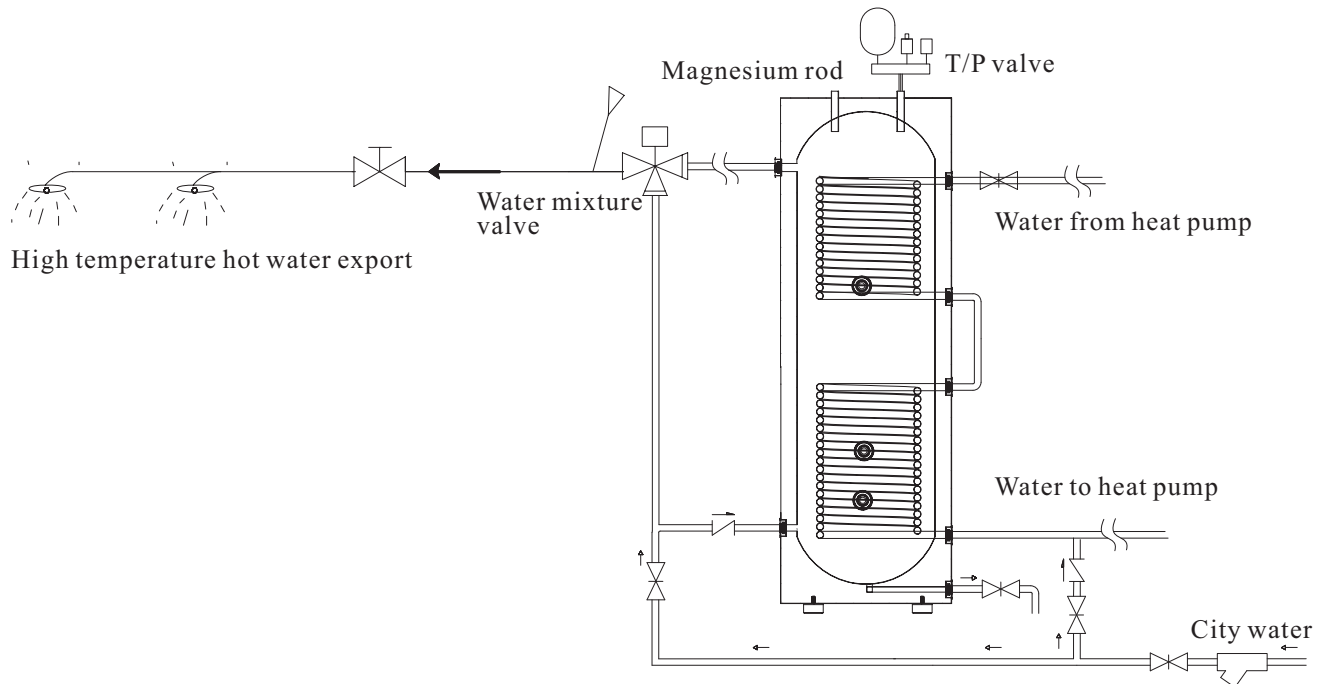 T/P valve
Magnesium rod
Water mixture
valve
Water from heat pump
High temperature hot water export
Water to heat pump
City water